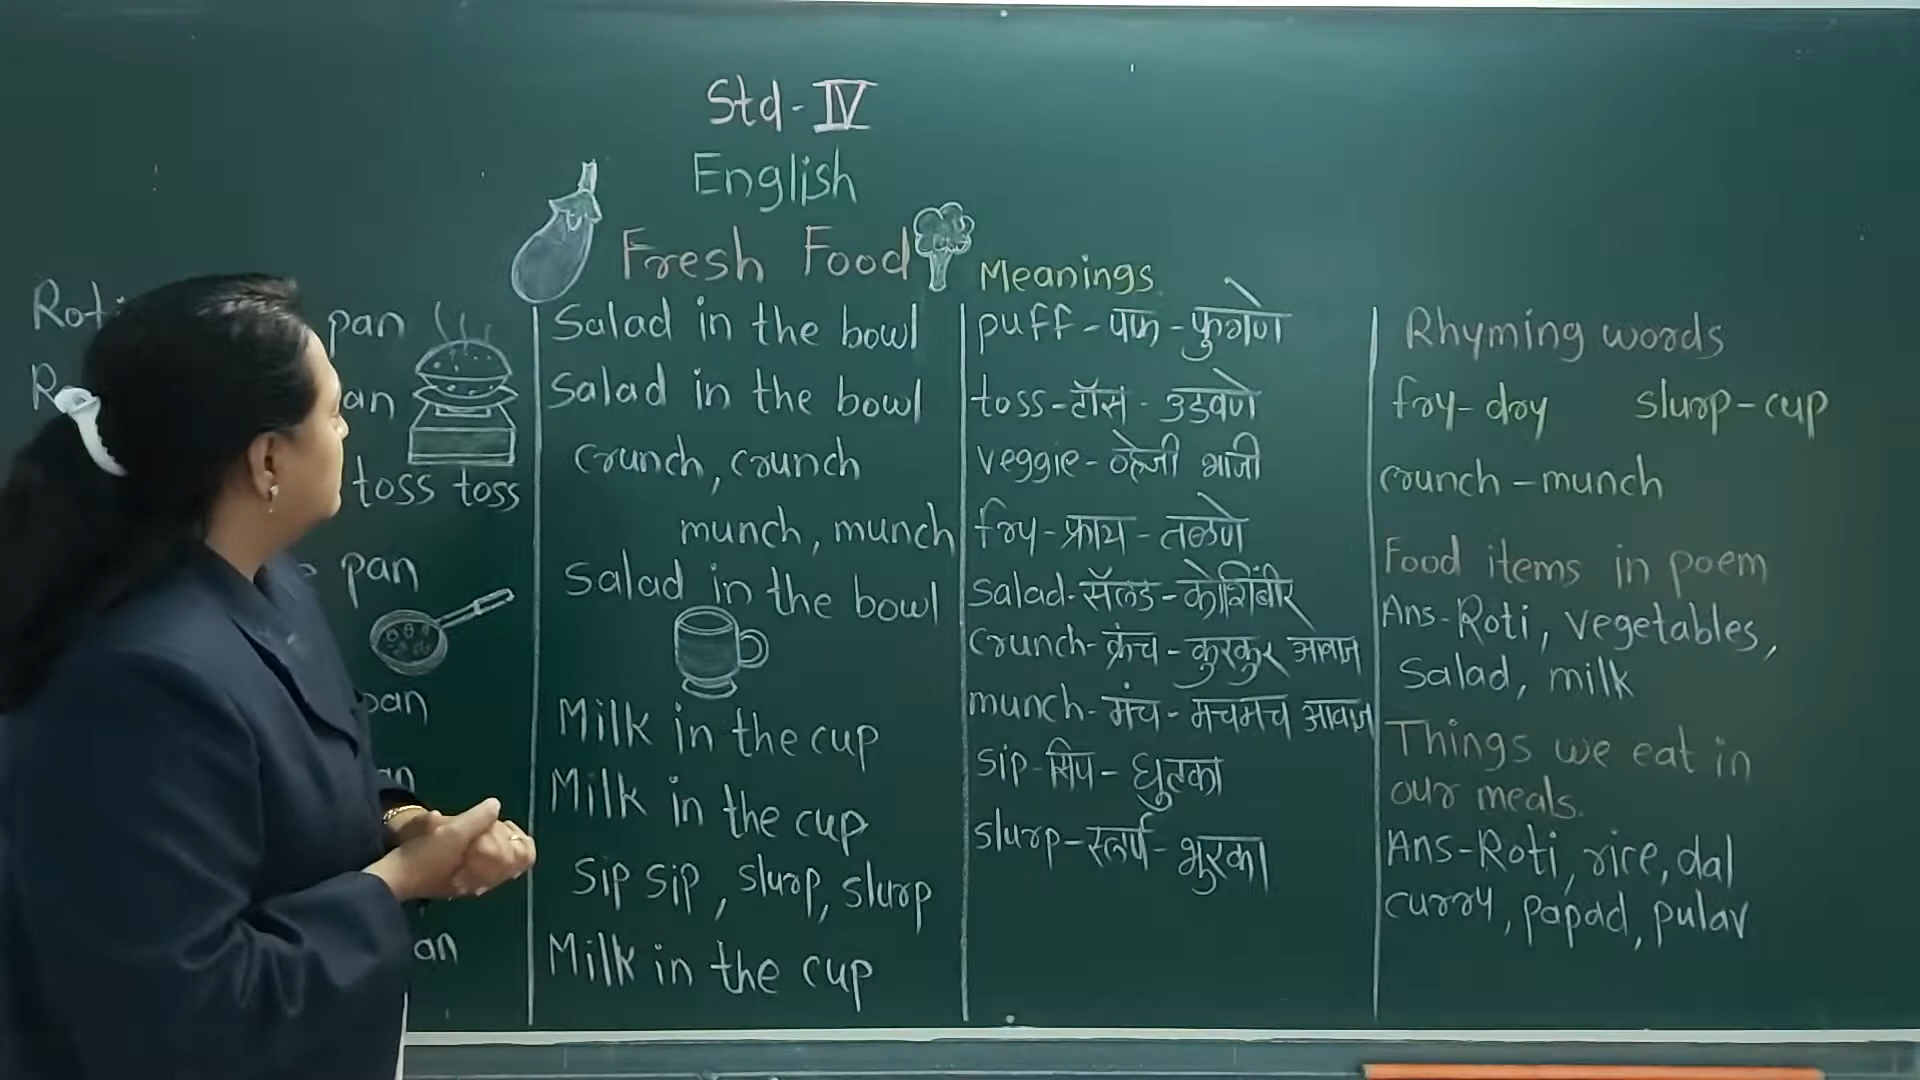 Std-IV
English
Fresh Food
Roti pan
an
toss toss
pan
pan
an
an
Salad in the bowl
Salad in the bowl
crunch, crunch
munch, munch
Salad in the bowl
Milk in the cup
Milk in the cup
Sip sip, slurp, slurp
Milk in the cup
Meanings
puff-पफ-फुगणे
toss-टॉस-उडवणे
veggie-व्हेजी भाजी
fry-फ्राय-तळणे
salad-सॅलड-कोशिंबीर
crunch-क्रंच-कुरकुर आवाज
munch-मंच-मचमच आवाज
sip-सिप-घुटका
slurp-स्लर्प-भुरका
Rhyming words
fry-dry slurp-cup
crunch-munch
Food items in poem
Ans-Roti, vegetables,
Salad, milk
Things we eat in
our meals.
Ans-Roti, rice, dal
curry, papad, pulav